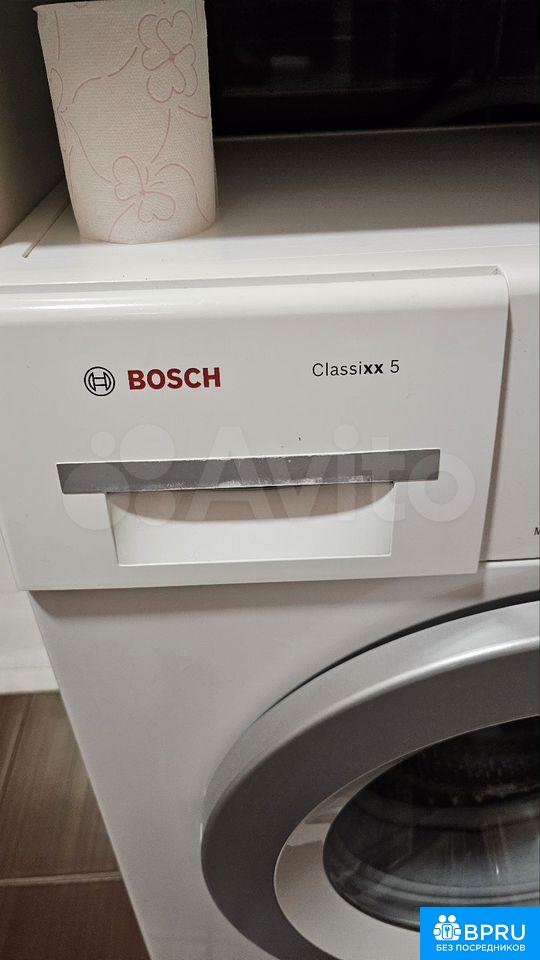 BOSCH
Classixx 5
Avito
M
BPRU
БЕЗ ПОСРЕДНИКОВ